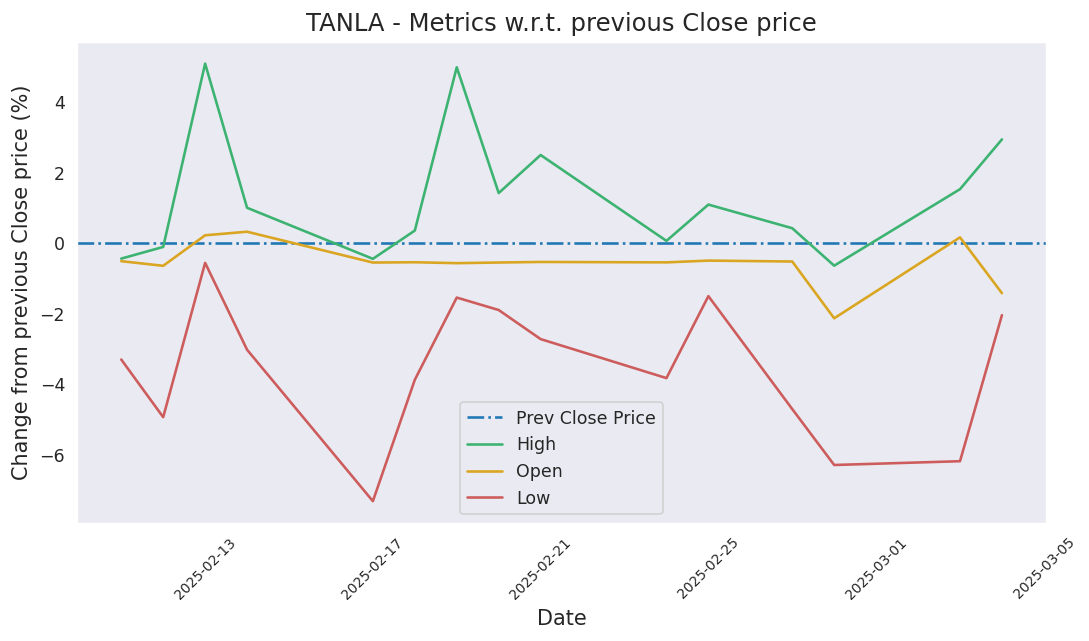 TANLA - Metrics w.r.t. previous Close price
Change from previous Close price (%)
4
2
0
−2
−4
−6
Prev Close Price
High
Open
Low
2025-02-13
2025-02-17
2025-02-21
2025-02-25
2025-03-01
2025-03-05
Date